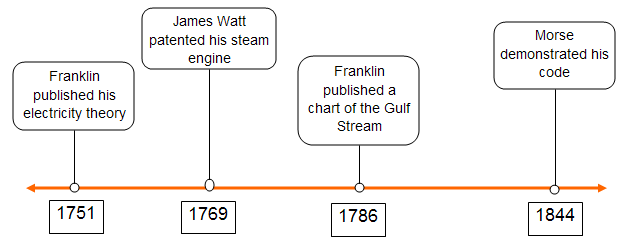 Franklin
published his
electricity theory
James Watt
patented his steam
engine
Franklin
published a
chart of the Gulf
Stream
Morse
demonstrated his
code
1751
1769
1786
1844